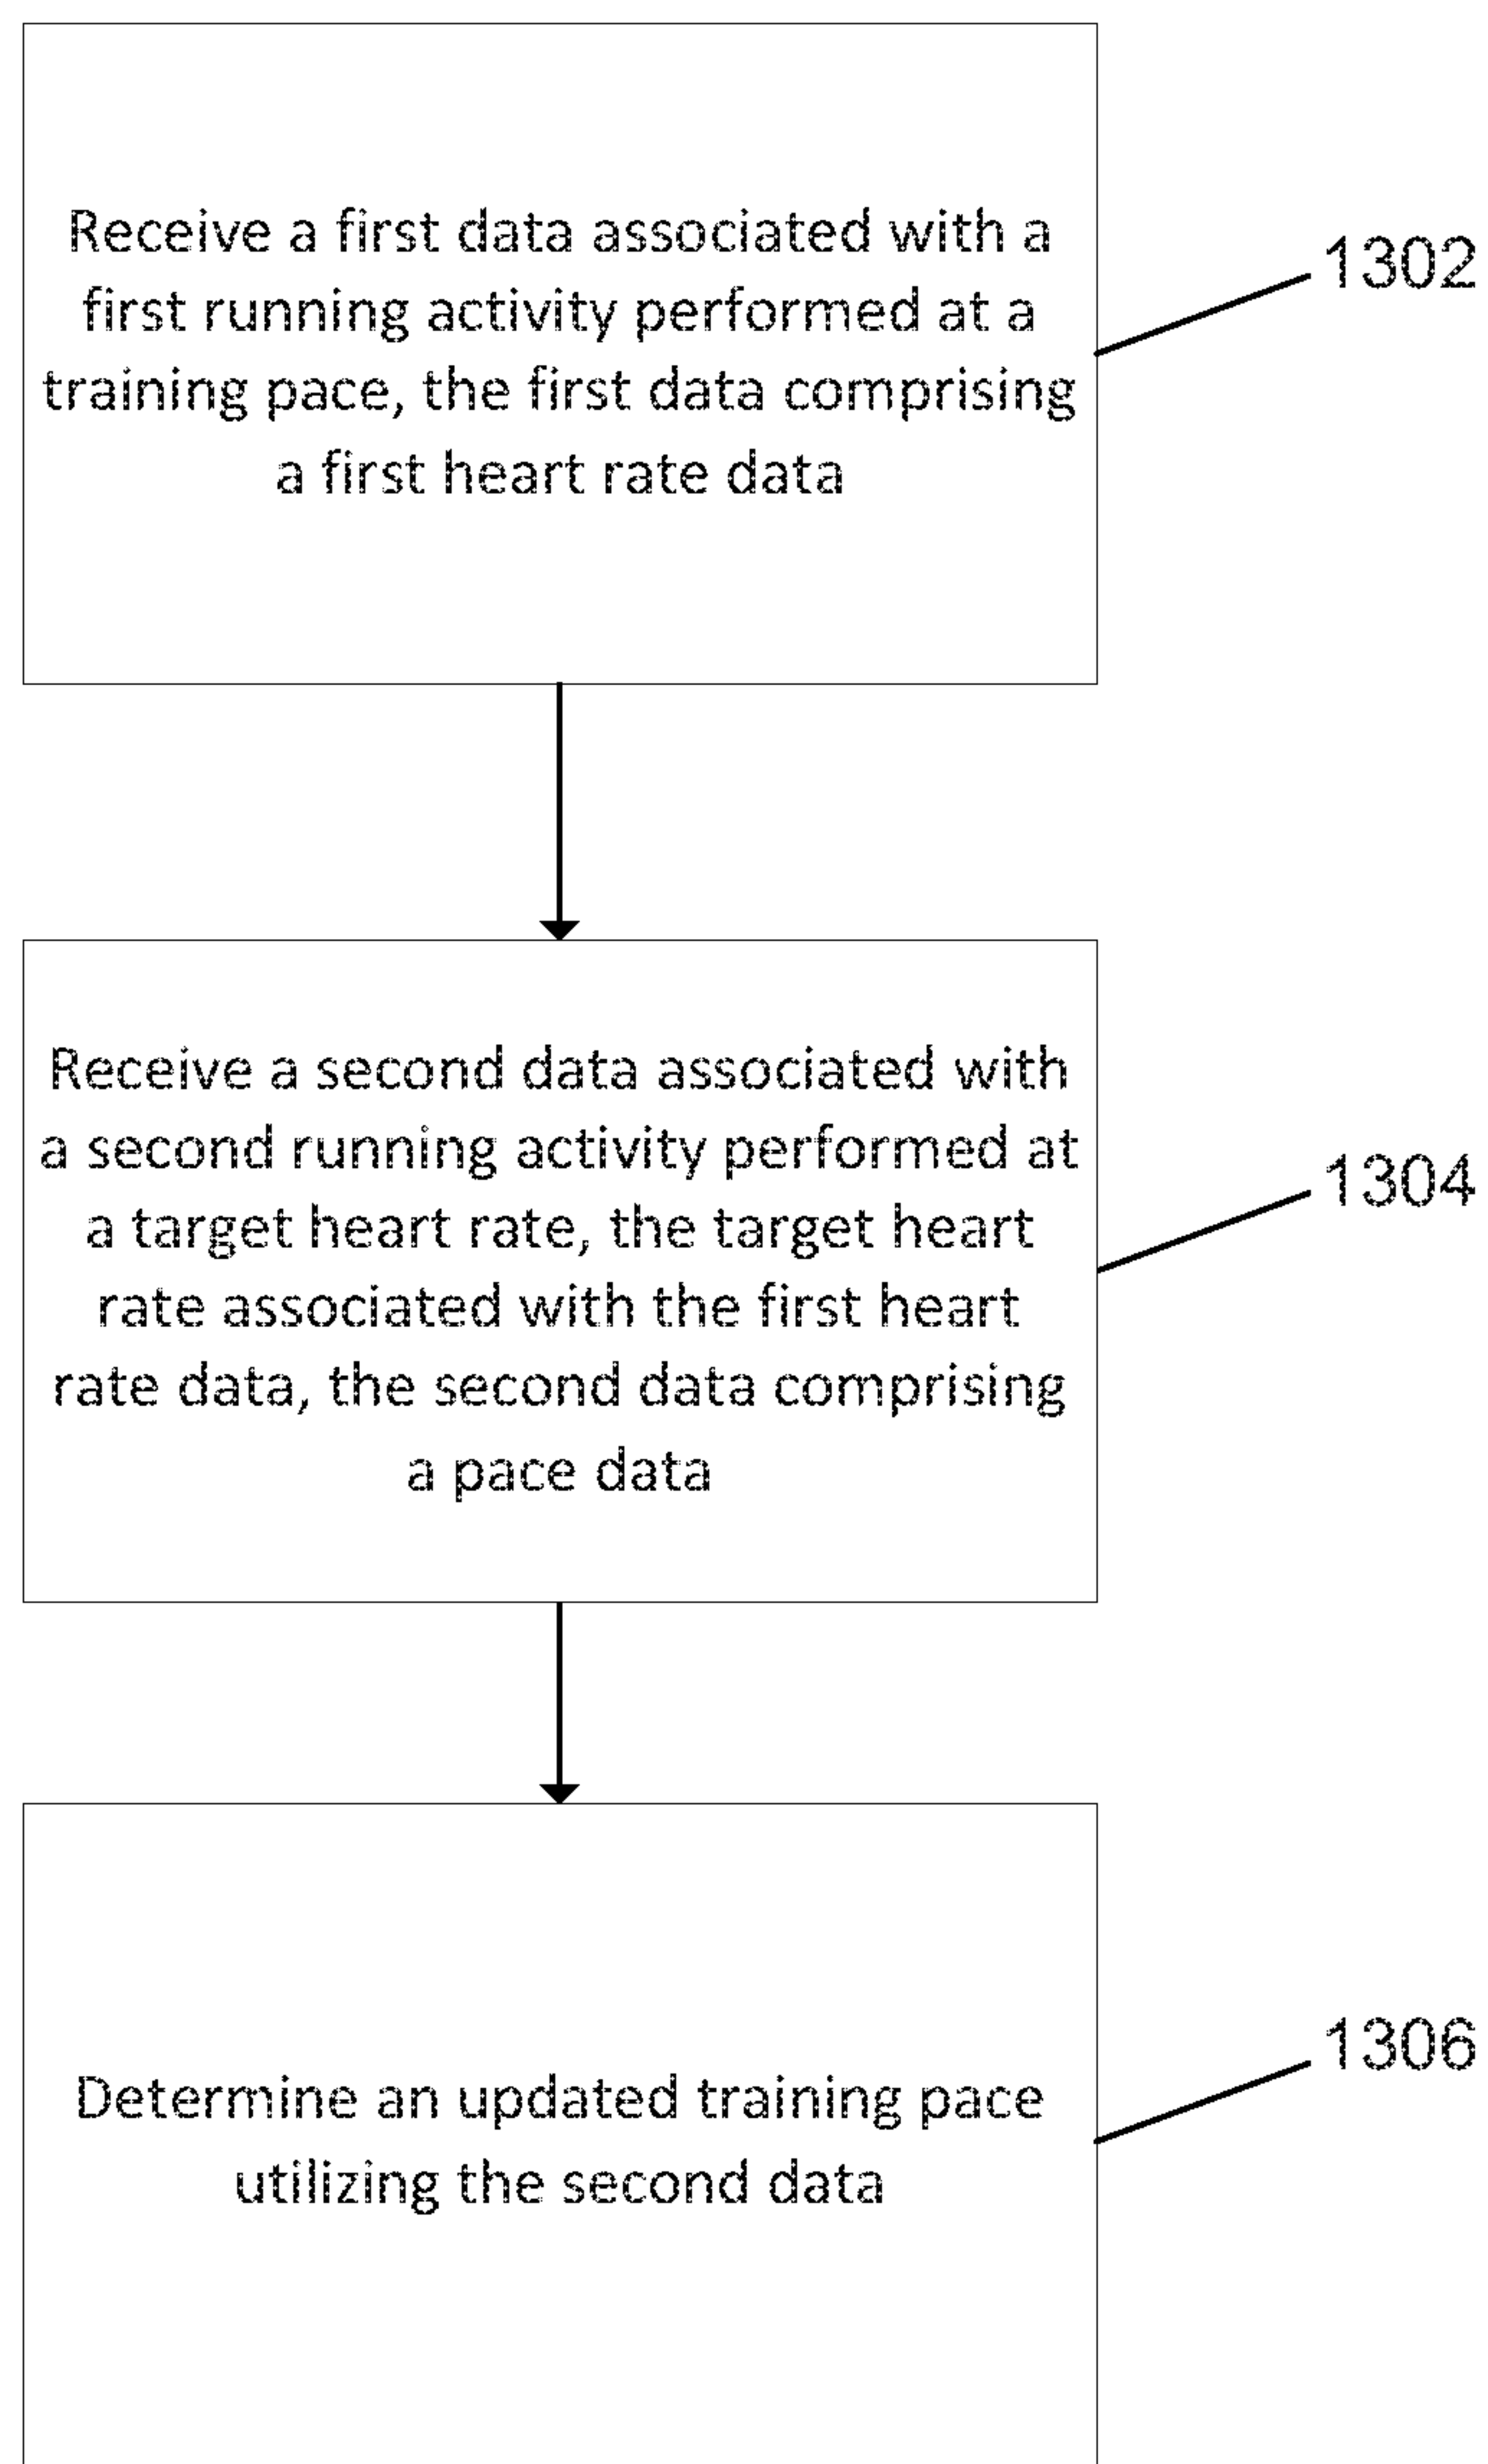 Receive a first data associated with a
first running activity performed at a
training pace, the first data comprising
a first heart rate data
1302
Receive a second data associated with
a second running activity performed at
a target heart rate, the target heart
rate associated with the first heart
rate data, the second data comprising
a pace data
1304
Determine an updated training pace
utilizing the second data
1306